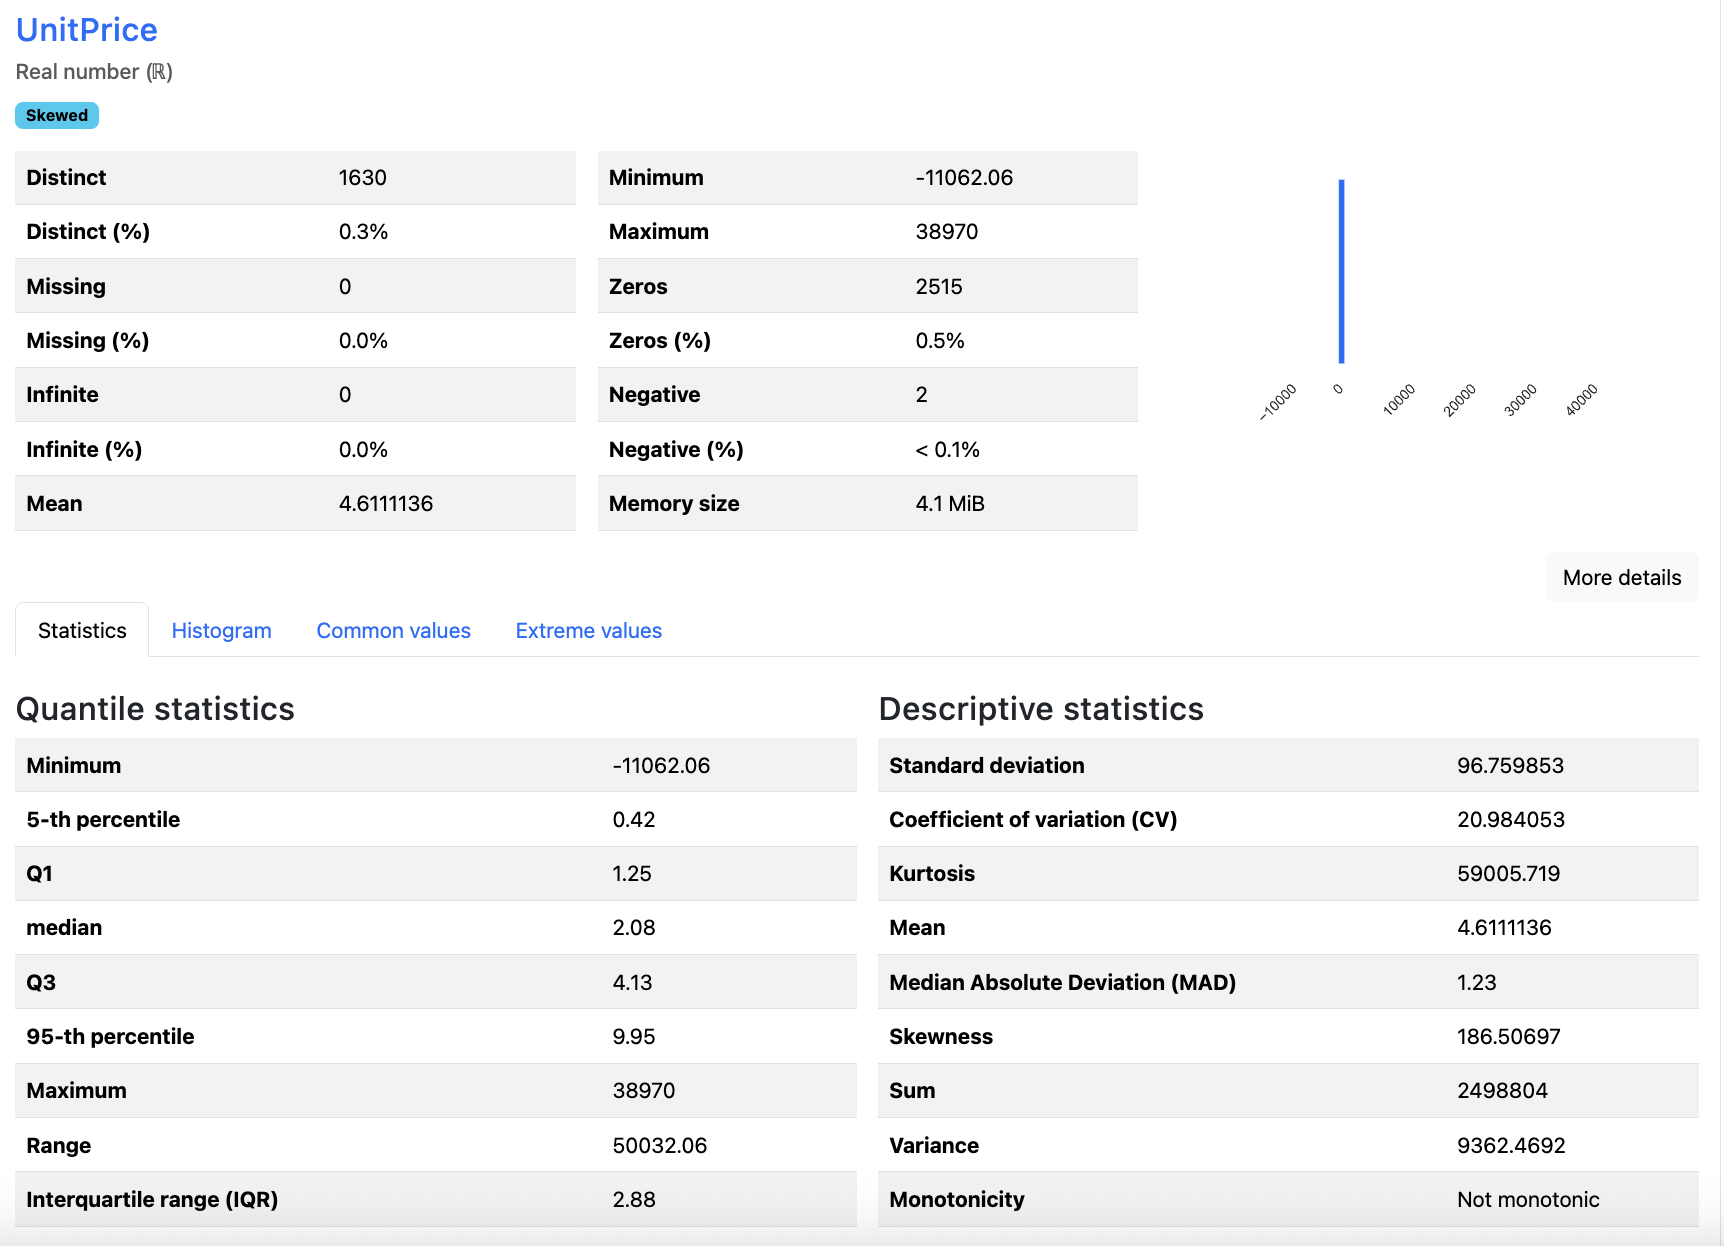 UnitPrice
Real number (ℝ)
Skewed
Distinct 1630
Distinct (%) 0.3%
Missing 0
Missing (%) 0.0%
Infinite 0
Infinite (%) 0.0%
Mean 4.6111136
Minimum -11062.06
Maximum 38970
Zeros 2515
Zeros (%) 0.5%
Negative 2
Negative (%) < 0.1%
Memory size 4.1 MiB
−10000 0 10000 20000 30000 40000
More details
Statistics Histogram Common values Extreme values
Quantile statistics
Minimum -11062.06
5-th percentile 0.42
Q1 1.25
median 2.08
Q3 4.13
95-th percentile 9.95
Maximum 38970
Range 50032.06
Interquartile range (IQR) 2.88
Descriptive statistics
Standard deviation 96.759853
Coefficient of variation (CV) 20.984053
Kurtosis 59005.719
Mean 4.6111136
Median Absolute Deviation (MAD) 1.23
Skewness 186.50697
Sum 2498804
Variance 9362.4692
Monotonicity Not monotonic